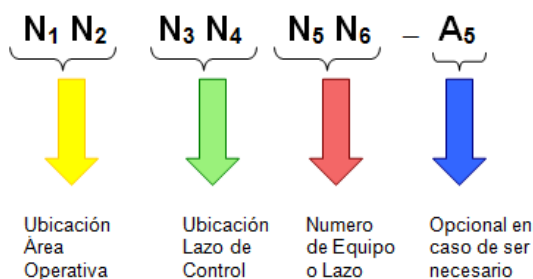 N1 N2 N3 N4 N5 N6 – A5
Ubicación
Àrea
Operativa
Ubicación
Lazo de
Control
Numero
de Equipo
o Lazo
Opcional en
caso de ser
necesario